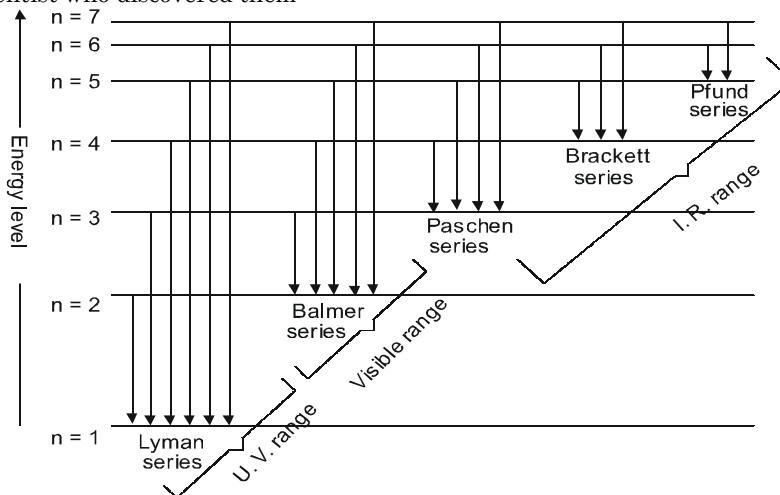 entist who discovered them
n = 7
n = 6
n = 5
Pfund
series
Energy level
n = 4
Brackett
series
I. R. range
n = 3
Paschen
series
n = 2
Balmer
series
Visible range
n = 1
Lyman
series
U. V. range